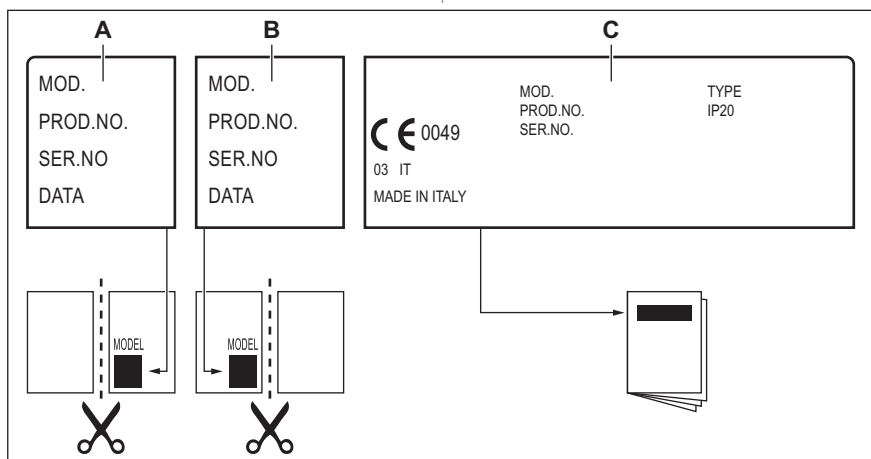 A
B
C
MOD.
PROD.NO.
SER.NO
DATA
MOD.
PROD.NO.
SER.NO
DATA
MOD.
PROD.NO.
SER.NO.
TYPE
IP20
CE 0049
03 IT
MADE IN ITALY
MODEL
MODEL